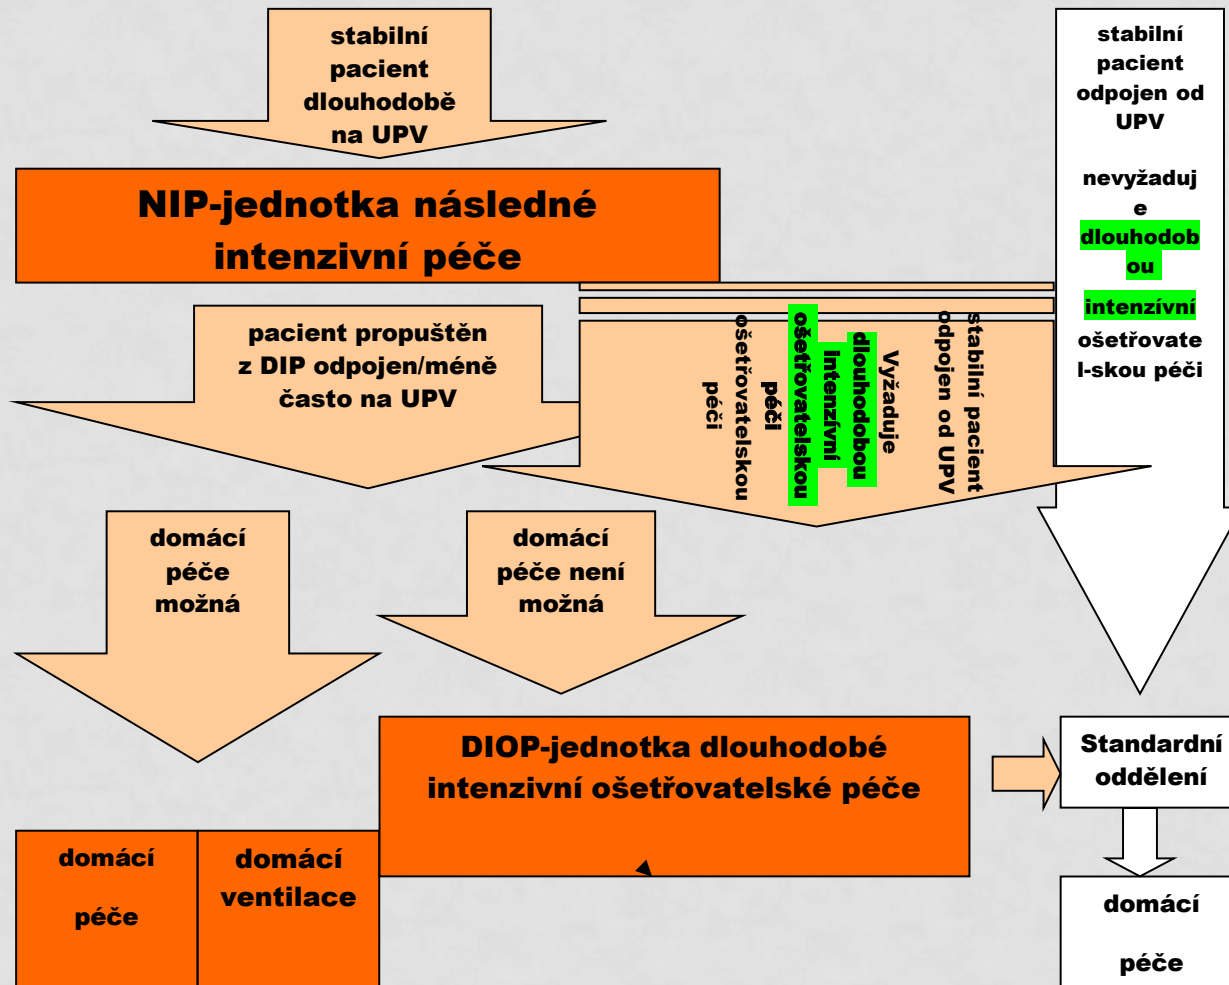 stabilní
pacient
dlouhodobě
na UPV
NIP-jednotka následné
intenzivní péče
pacient propuštěn
z DIP odpojen/méně
často na UPV
stabilní pacient
odpojen od UPV
Vyžaduje
dlouhodobou
intenzívní
ošetřovatelskou
péči
ošetřovatelskou
péči
stabilní
pacient
odpojen od
UPV
nevyžaduj
e
dlouhodob
ou
intenzívní
ošetřovate
l-skou péči
domácí
péče
možná
domácí
péče není
možná
DIOP-jednotka dlouhodobé
intenzivní ošetřovatelské péče
Standardní
oddělení
domácí
péče
domácí
ventilace
domácí
péče